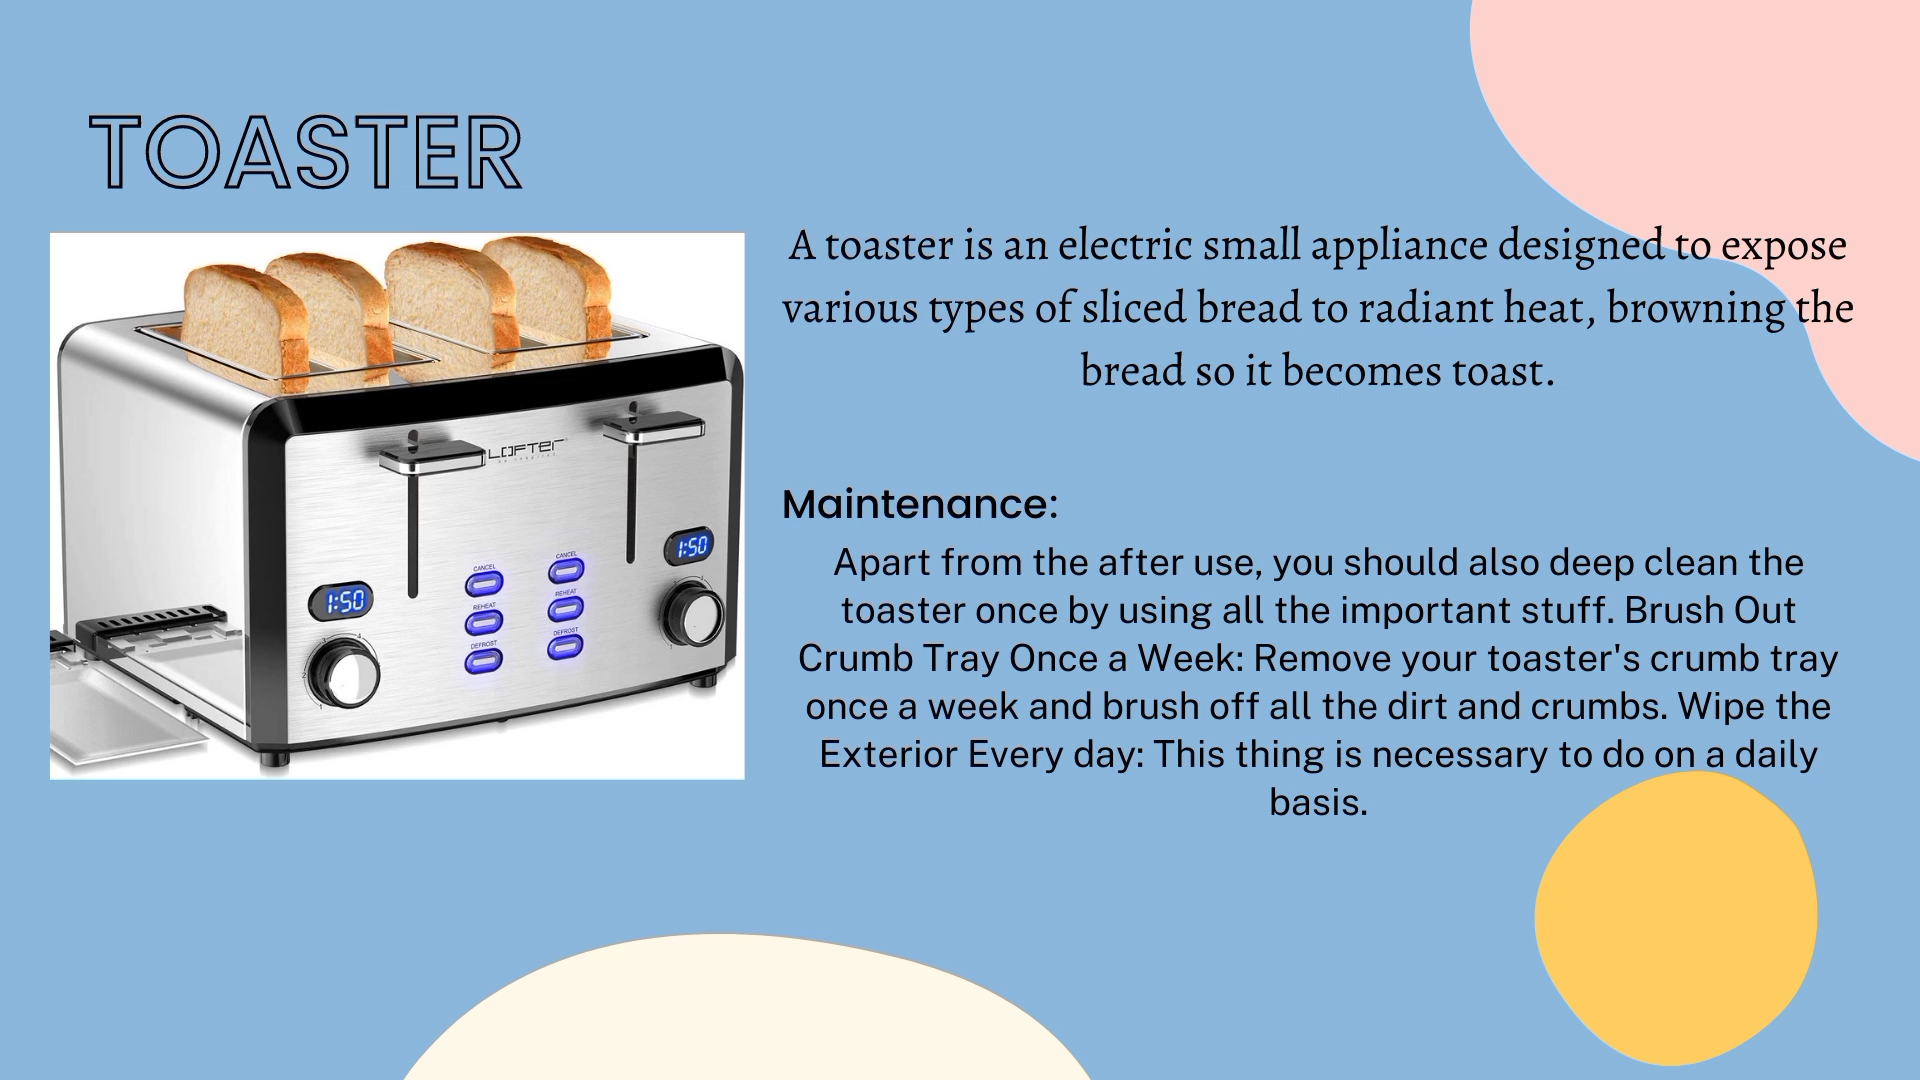 TOASTER
A toaster is an electric small appliance designed to expose
various types of sliced bread to radiant heat, browning the
bread so it becomes toast.
LOFTER
1:50
1:50
CANCEL
CANCEL
REHEAT
REHEAT
DEFROST
DEFROST
Maintenance:
Apart from the after use, you should also deep clean the
toaster once by using all the important stuff. Brush Out
Crumb Tray Once a Week: Remove your toaster's crumb tray
once a week and brush off all the dirt and crumbs. Wipe the
Exterior Every day: This thing is necessary to do on a daily
basis.